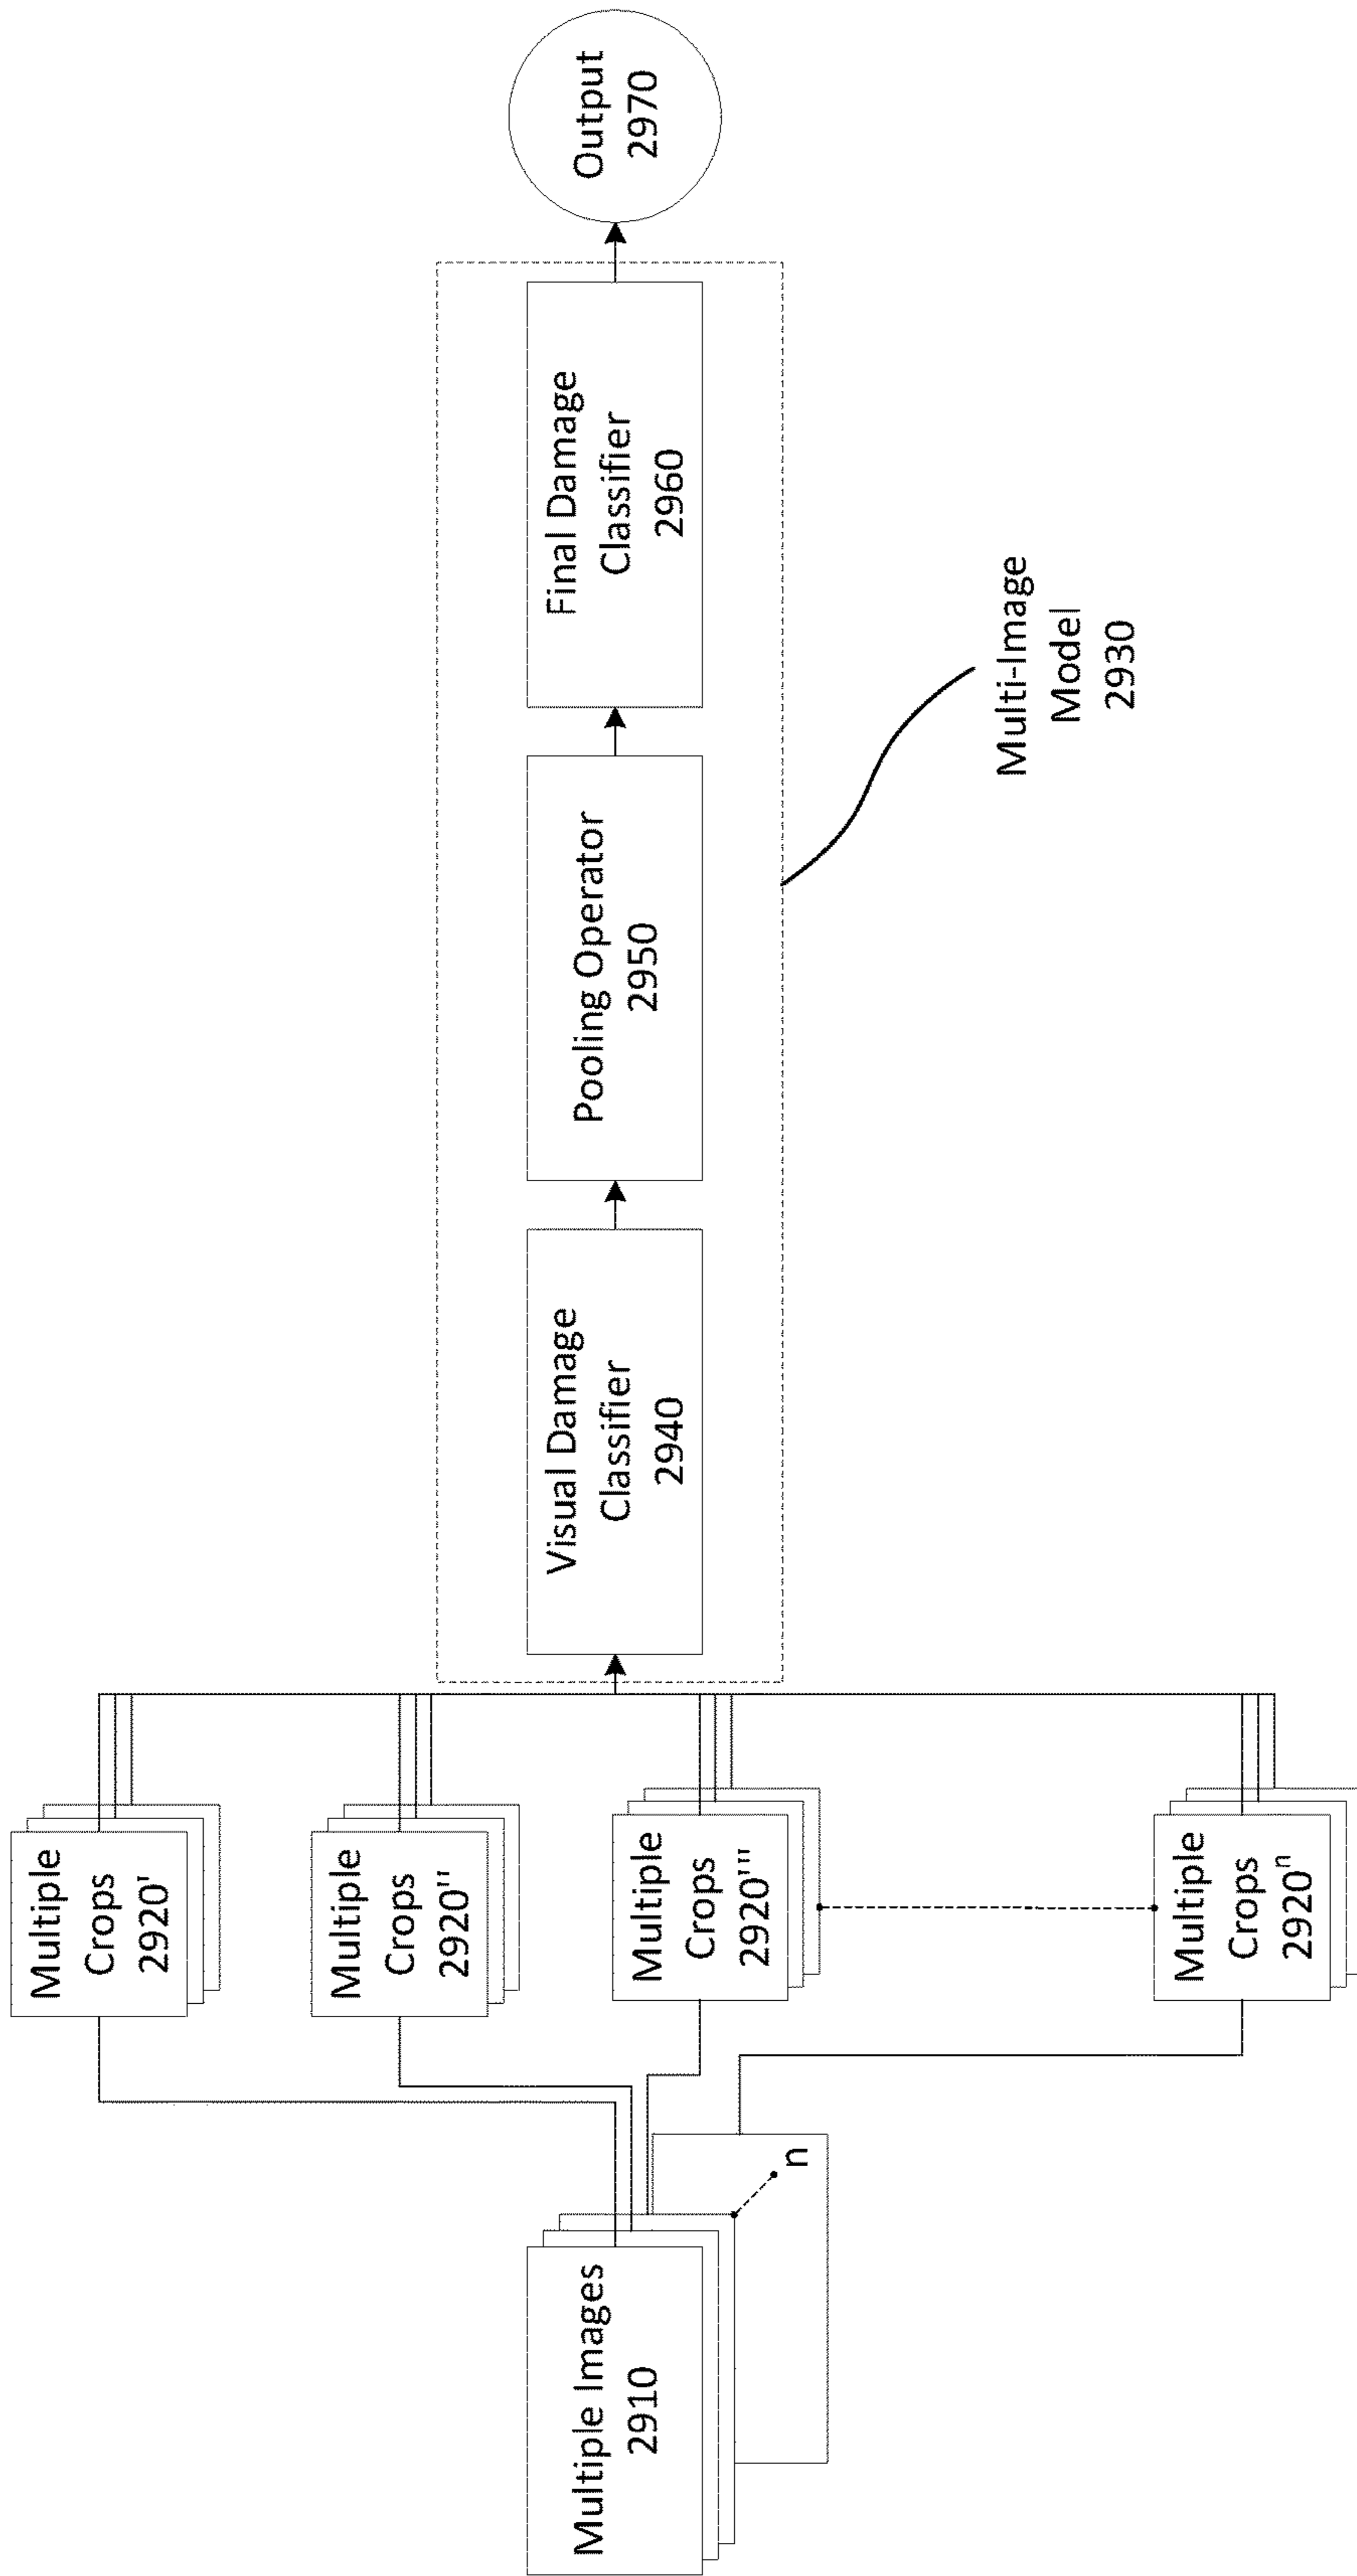 Multiple Images
2910
n
Multiple
Crops
2920'
Multiple
Crops
2920''
Multiple
Crops
2920'''
Multiple
Crops
2920ⁿ
Visual Damage
Classifier
2940
Pooling Operator
2950
Final Damage
Classifier
2960
Output
2970
Multi-Image
Model
2930